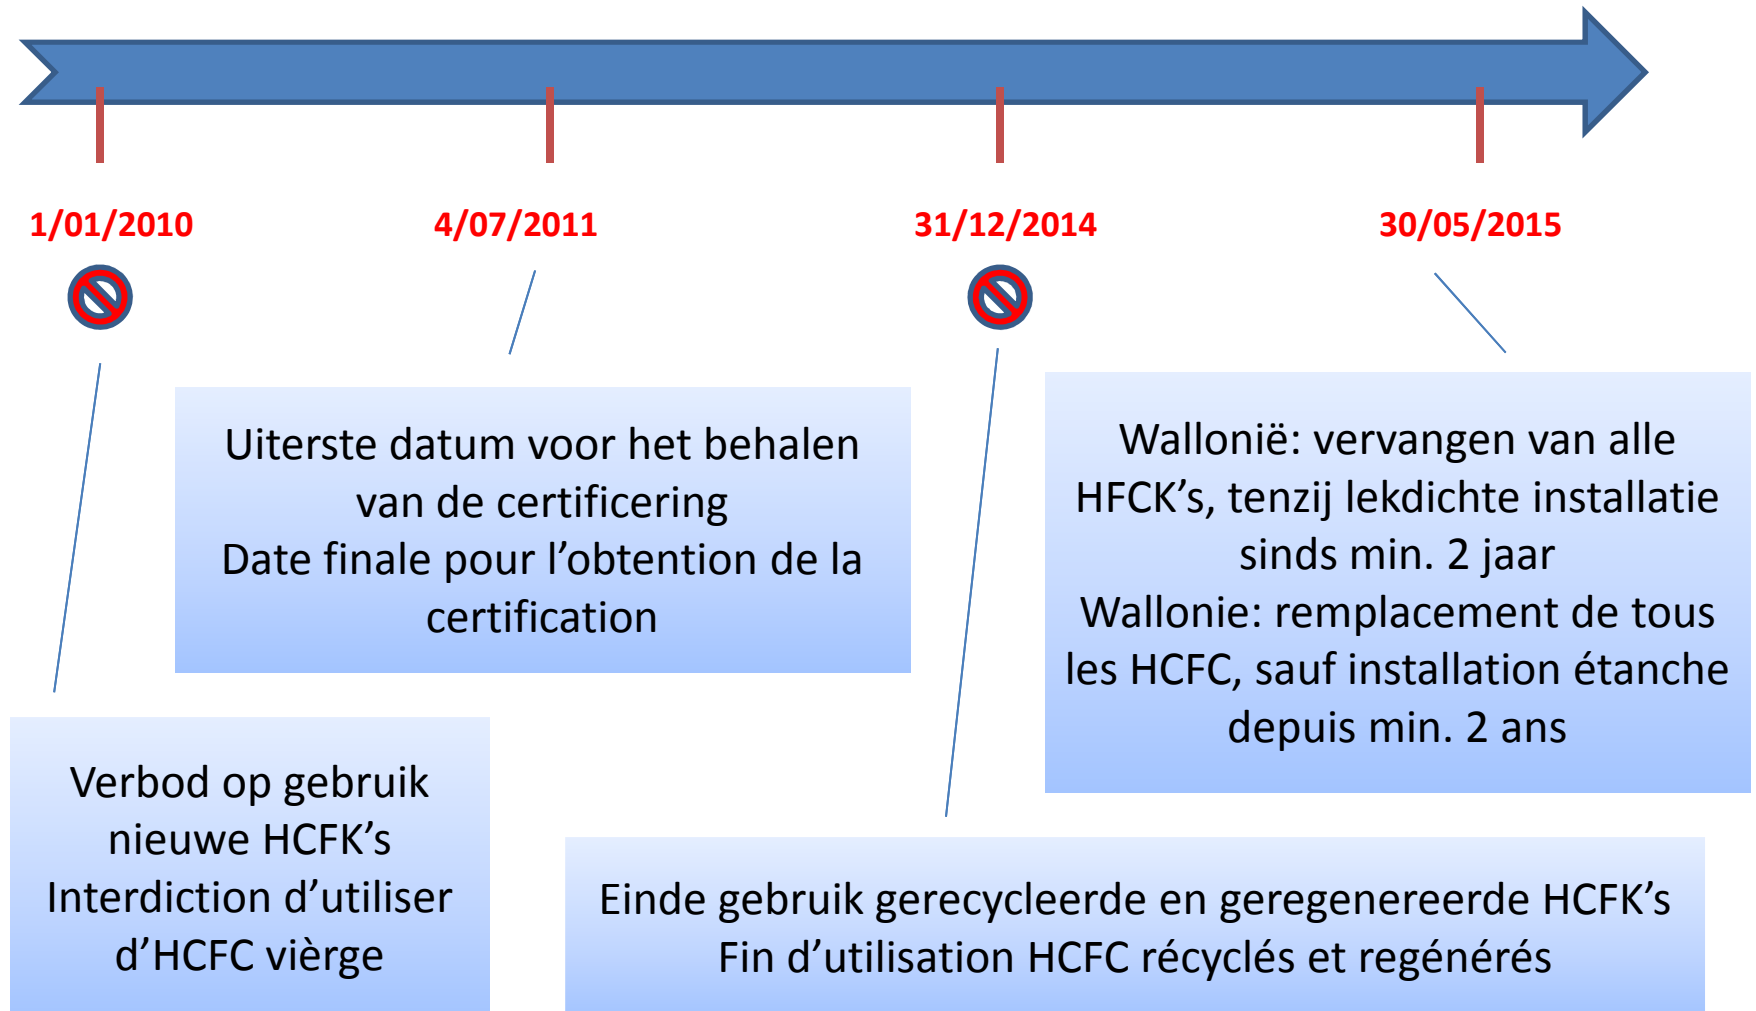 1/01/2010
4/07/2011
31/12/2014
30/05/2015
Uiterste datum voor het behalen
van de certificering
Date finale pour l’obtention de la
certification
Wallonië: vervangen van alle
HFCK’s, tenzij lekdichte installatie
sinds min. 2 jaar
Wallonie: remplacement de tous
les HCFC, sauf installation étanche
depuis min. 2 ans
Verbod op gebruik
nieuwe HCFK’s
Interdiction d’utiliser
d’HCFC vièrge
Einde gebruik gerecycleerde en geregenereerde HCFK’s
Fin d’utilisation HCFC récyclés et regénérés